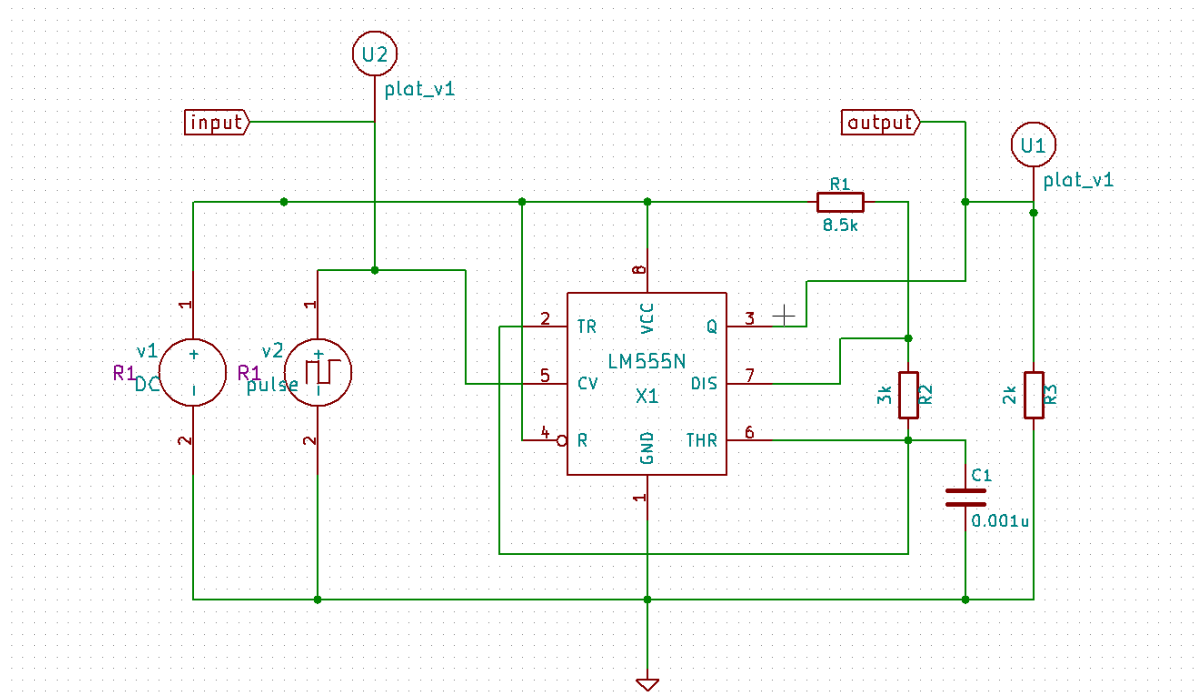 U2
plat_v1
input
output
U1
plat_v1
R1
8.5k
1
1
8
VCC
2
TR
Q
3
v1
+
R1
DC
v2
+
R1
pulse
LM555N
X1
5
CV
DIS
7
3k
R2
2k
R3
2
2
4
R
GND
THR
6
1
C1
0.001u